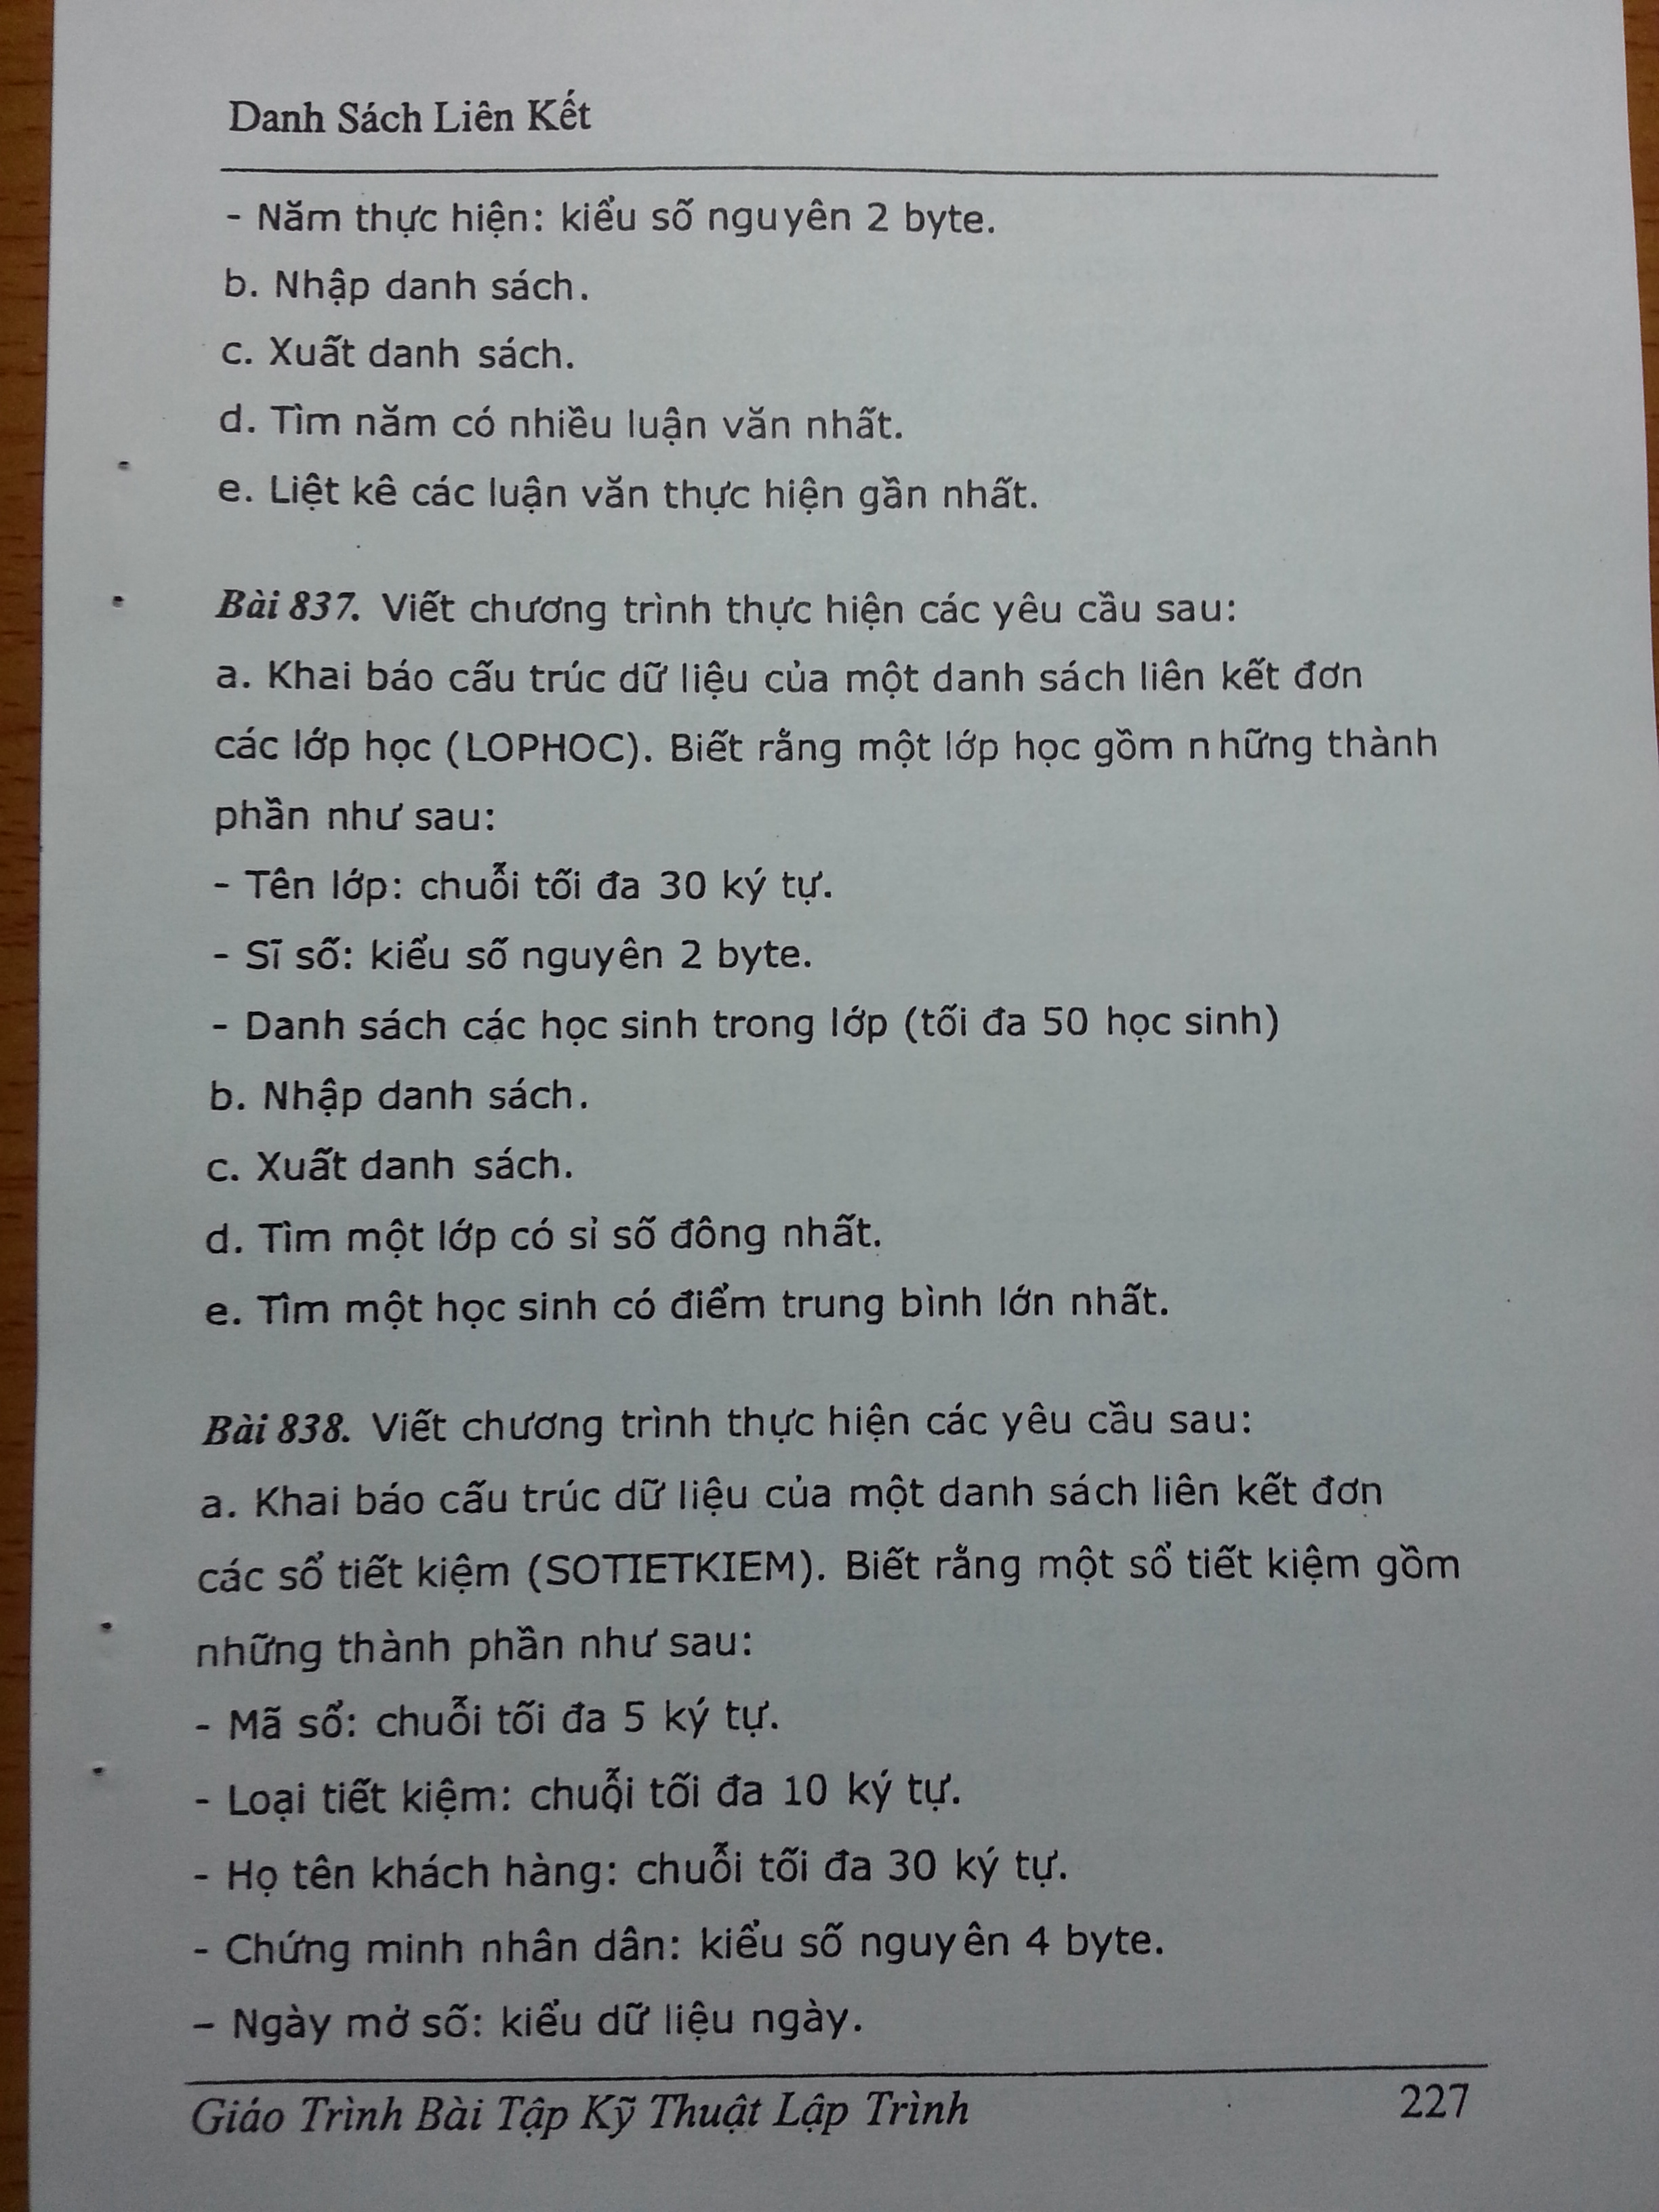 Danh Sách Liên Kết
- Năm thực hiện: kiểu số nguyên 2 byte.
b. Nhập danh sách.
c. Xuất danh sách.
d. Tìm năm có nhiều luận văn nhất.
e. Liệt kê các luận văn thực hiện gần nhất.
Bài 837. Viết chương trình thực hiện các yêu cầu sau:
a. Khai báo cấu trúc dữ liệu của một danh sách liên kết đơn
các lớp học (LOPHOC). Biết rằng một lớp học gồm những thành
phần như sau:
- Tên lớp: chuỗi tối đa 30 ký tự.
- Sĩ số: kiểu số nguyên 2 byte.
- Danh sách các học sinh trong lớp (tối đa 50 học sinh)
b. Nhập danh sách.
c. Xuất danh sách.
d. Tìm một lớp có sỉ số đông nhất.
e. Tìm một học sinh có điểm trung bình lớn nhất.
Bài 838. Viết chương trình thực hiện các yêu cầu sau:
a. Khai báo cấu trúc dữ liệu của một danh sách liên kết đơn
các sổ tiết kiệm (SOTIETKIEM). Biết rằng một sổ tiết kiệm gồm
những thành phần như sau:
- Mã sổ: chuỗi tối đa 5 ký tự.
- Loại tiết kiệm: chuỗi tối đa 10 ký tự.
- Họ tên khách hàng: chuỗi tối đa 30 ký tự.
- Chứng minh nhân dân: kiểu số nguyên 4 byte.
– Ngày mở số: kiểu dữ liệu ngày.
Giáo Trình Bài Tập Kỹ Thuật Lập Trình 227